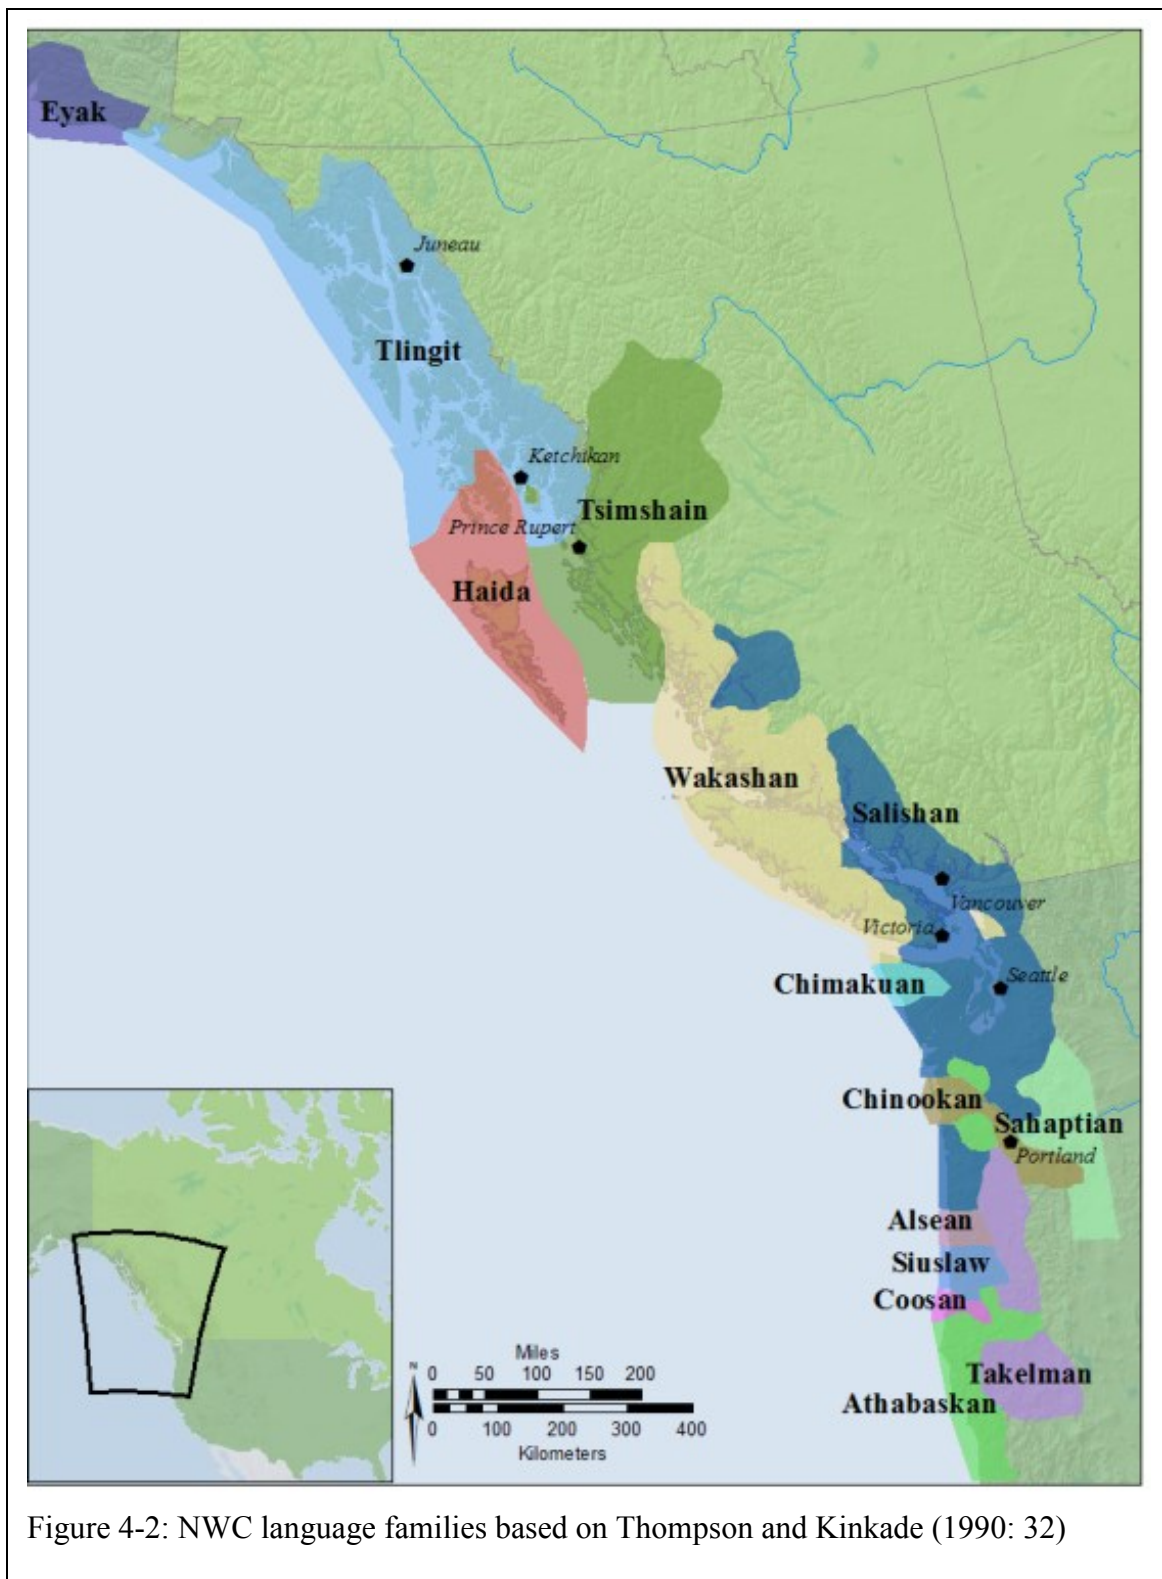 Eyak
Juneau
Tlingit
Ketchikan
Tsimshain
Prince Rupert
Haida
Wakashan
Salishan
Vancouver
Victoria
Chimakuan
Seattle
Chinookan
Sahaptian
Portland
Alsean
Siuslaw
Coosan
Takelman
Athabaskan
N
Miles
0 50 100 150 200
0 100 200 300 400
Kilometers
Figure 4-2: NWC language families based on Thompson and Kinkade (1990: 32)